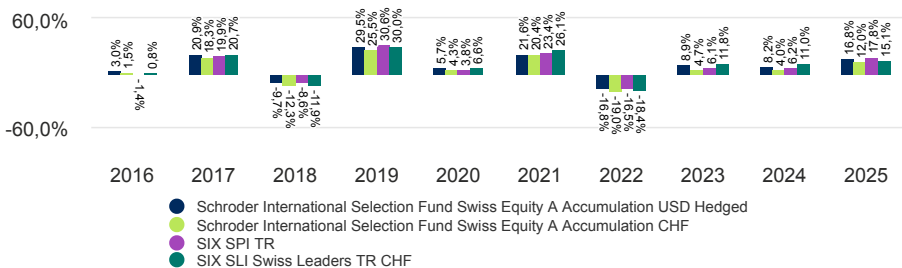 60,0%
3,0% 1,5% -1,4% 0,8% 20,9% 18,3% 19,9% 20,7% -9,7% -12,3% -8,6% -11,9% 29,5% 25,5% 30,6% 30,0% 5,7% 4,3% 3,8% 6,6% 21,6% 20,4% 23,4% 26,1% -16,8% -19,0% -16,5% -18,4% 8,9% 4,7% 6,1% 11,8% 8,2% 4,0% 6,2% 11,0% 16,8% 12,0% 17,8% 15,1%
-60,0%
2016 2017 2018 2019 2020 2021 2022 2023 2024 2025
Schroder International Selection Fund Swiss Equity A Accumulation USD Hedged
Schroder International Selection Fund Swiss Equity A Accumulation CHF
SIX SPI TR
SIX SLI Swiss Leaders TR CHF